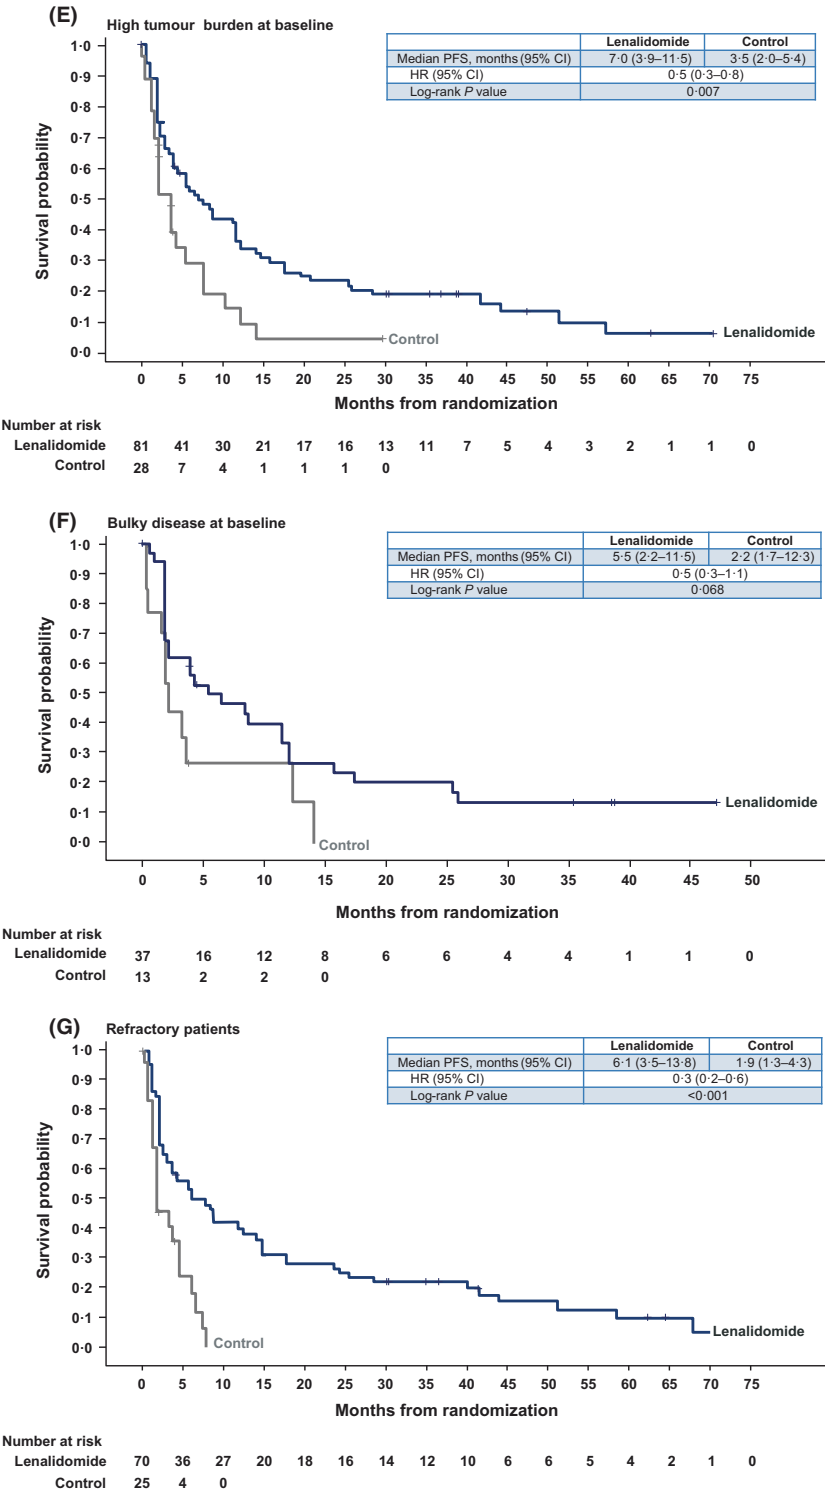 (E)
High tumour burden at baseline
Lenalidomide Control
Median PFS, months (95% CI) 7·0 (3·9–11·5) 3·5 (2·0–5·4)
HR (95% CI) 0·5 (0·3–0·8)
Log-rank P value 0·007
Survival probability
1·0
0·9
0·8
0·7
0·6
0·5
0·4
0·3
0·2
0·1
0·0
Control
Lenalidomide
0 5 10 15 20 25 30 35 40 45 50 55 60 65 70 75
Months from randomization
Number at risk
Lenalidomide 81 41 30 21 17 16 13 11 7 5 4 3 2 1 1 0
Control 28 7 4 1 1 1 0
(F)
Bulky disease at baseline
Lenalidomide Control
Median PFS, months (95% CI) 5·5 (2·2–11·5) 2·2 (1·7–12·3)
HR (95% CI) 0·5 (0·3–1·1)
Log-rank P value 0·068
Survival probability
1·0
0·9
0·8
0·7
0·6
0·5
0·4
0·3
0·2
0·1
0·0
Lenalidomide
Control
0 5 10 15 20 25 30 35 40 45 50
Months from randomization
Number at risk
Lenalidomide 37 16 12 8 6 6 4 4 1 1 0
Control 13 2 2 0
(G)
Refractory patients
Lenalidomide Control
Median PFS, months (95% CI) 6·1 (3·5–13·8) 1·9 (1·3–4·3)
HR (95% CI) 0·3 (0·2–0·6)
Log-rank P value <0·001
Survival probability
1·0
0·9
0·8
0·7
0·6
0·5
0·4
0·3
0·2
0·1
0·0
Lenalidomide
Control
0 5 10 15 20 25 30 35 40 45 50 55 60 65 70 75
Months from randomization
Number at risk
Lenalidomide 70 36 27 20 18 16 14 12 10 6 6 5 4 2 1 0
Control 25 4 0